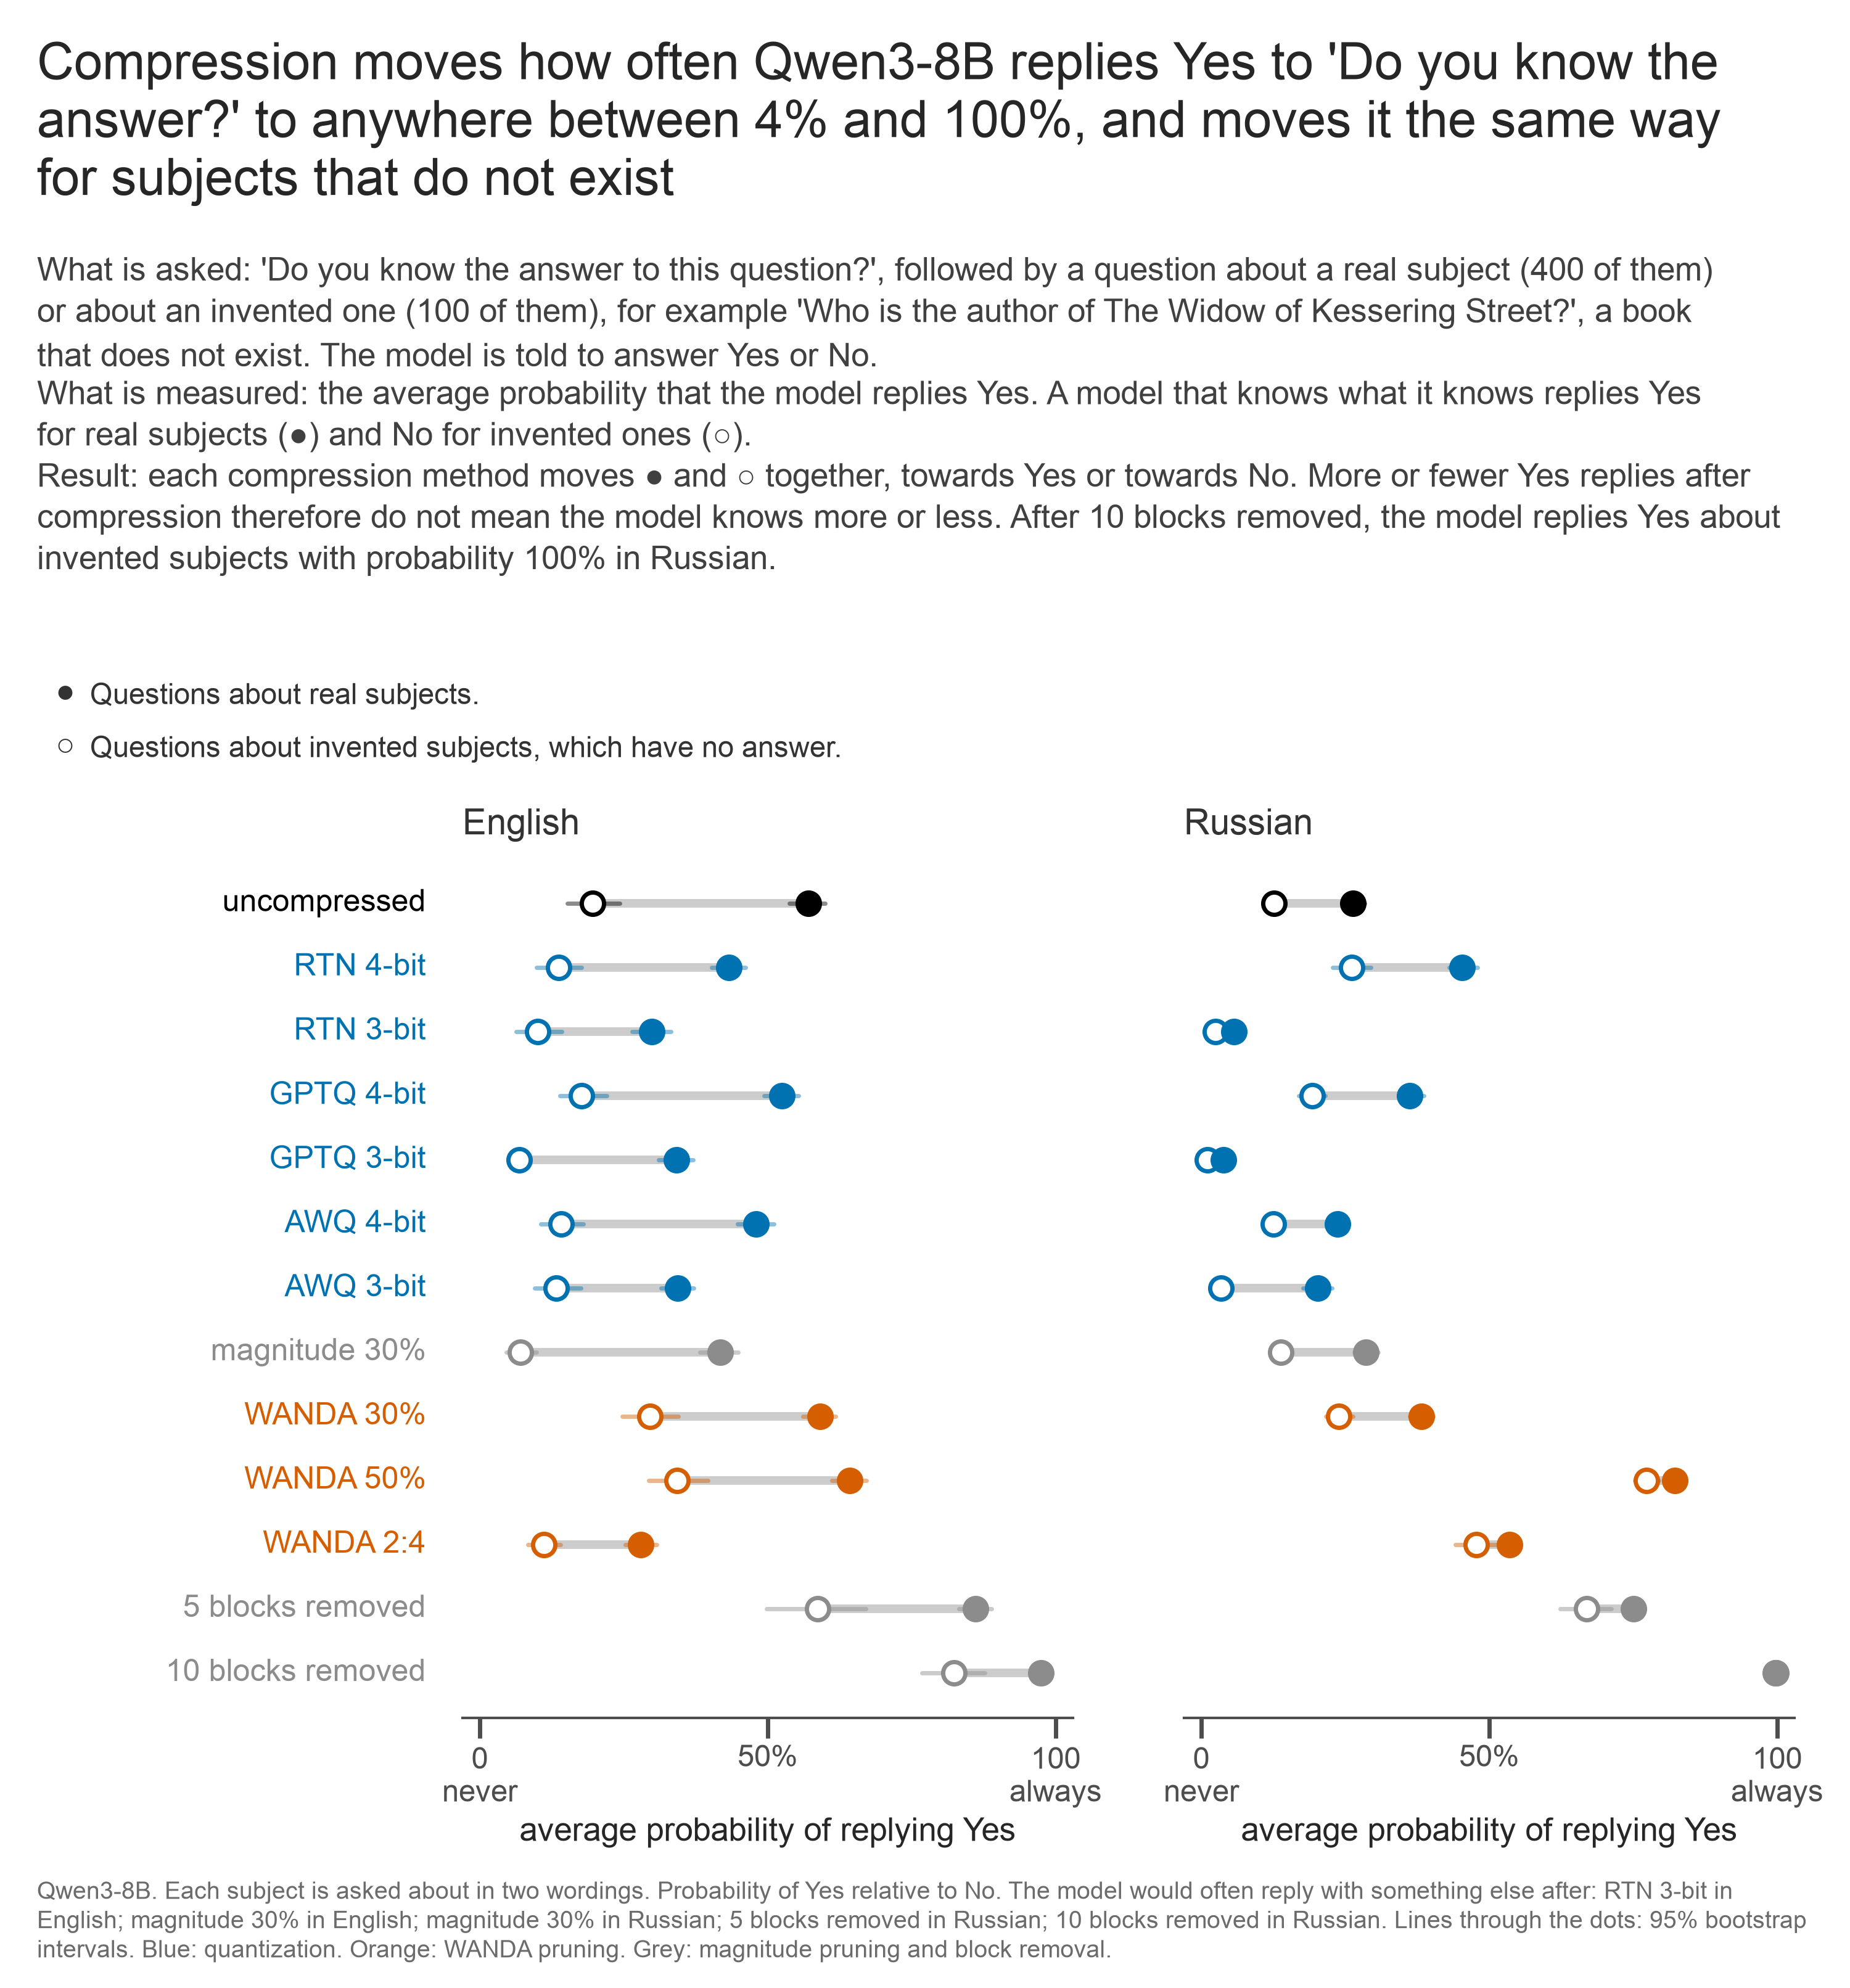 Compression moves how often Qwen3-8B replies Yes to 'Do you know the
answer?' to anywhere between 4% and 100%, and moves it the same way
for subjects that do not exist
What is asked: 'Do you know the answer to this question?', followed by a question about a real subject (400 of them)
or about an invented one (100 of them), for example 'Who is the author of The Widow of Kessering Street?', a book
that does not exist. The model is told to answer Yes or No.
What is measured: the average probability that the model replies Yes. A model that knows what it knows replies Yes
for real subjects (●) and No for invented ones (○).
Result: each compression method moves ● and ○ together, towards Yes or towards No. More or fewer Yes replies after
compression therefore do not mean the model knows more or less. After 10 blocks removed, the model replies Yes about
invented subjects with probability 100% in Russian.
● Questions about real subjects.
○ Questions about invented subjects, which have no answer.
English
Russian
uncompressed
RTN 4-bit
RTN 3-bit
GPTQ 4-bit
GPTQ 3-bit
AWQ 4-bit
AWQ 3-bit
magnitude 30%
WANDA 30%
WANDA 50%
WANDA 2:4
5 blocks removed
10 blocks removed
0 50% 100
never always
average probability of replying Yes
0 50% 100
never always
average probability of replying Yes
Qwen3-8B. Each subject is asked about in two wordings. Probability of Yes relative to No. The model would often reply with something else after: RTN 3-bit in
English; magnitude 30% in English; magnitude 30% in Russian; 5 blocks removed in Russian; 10 blocks removed in Russian. Lines through the dots: 95% bootstrap
intervals. Blue: quantization. Orange: WANDA pruning. Grey: magnitude pruning and block removal.